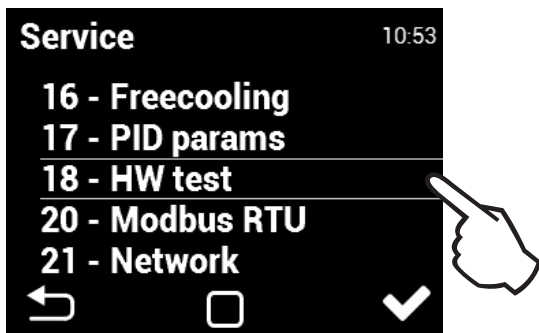 Service 10:53
16 - Freecooling
17 - PID params
18 - HW test
20 - Modbus RTU
21 - Network